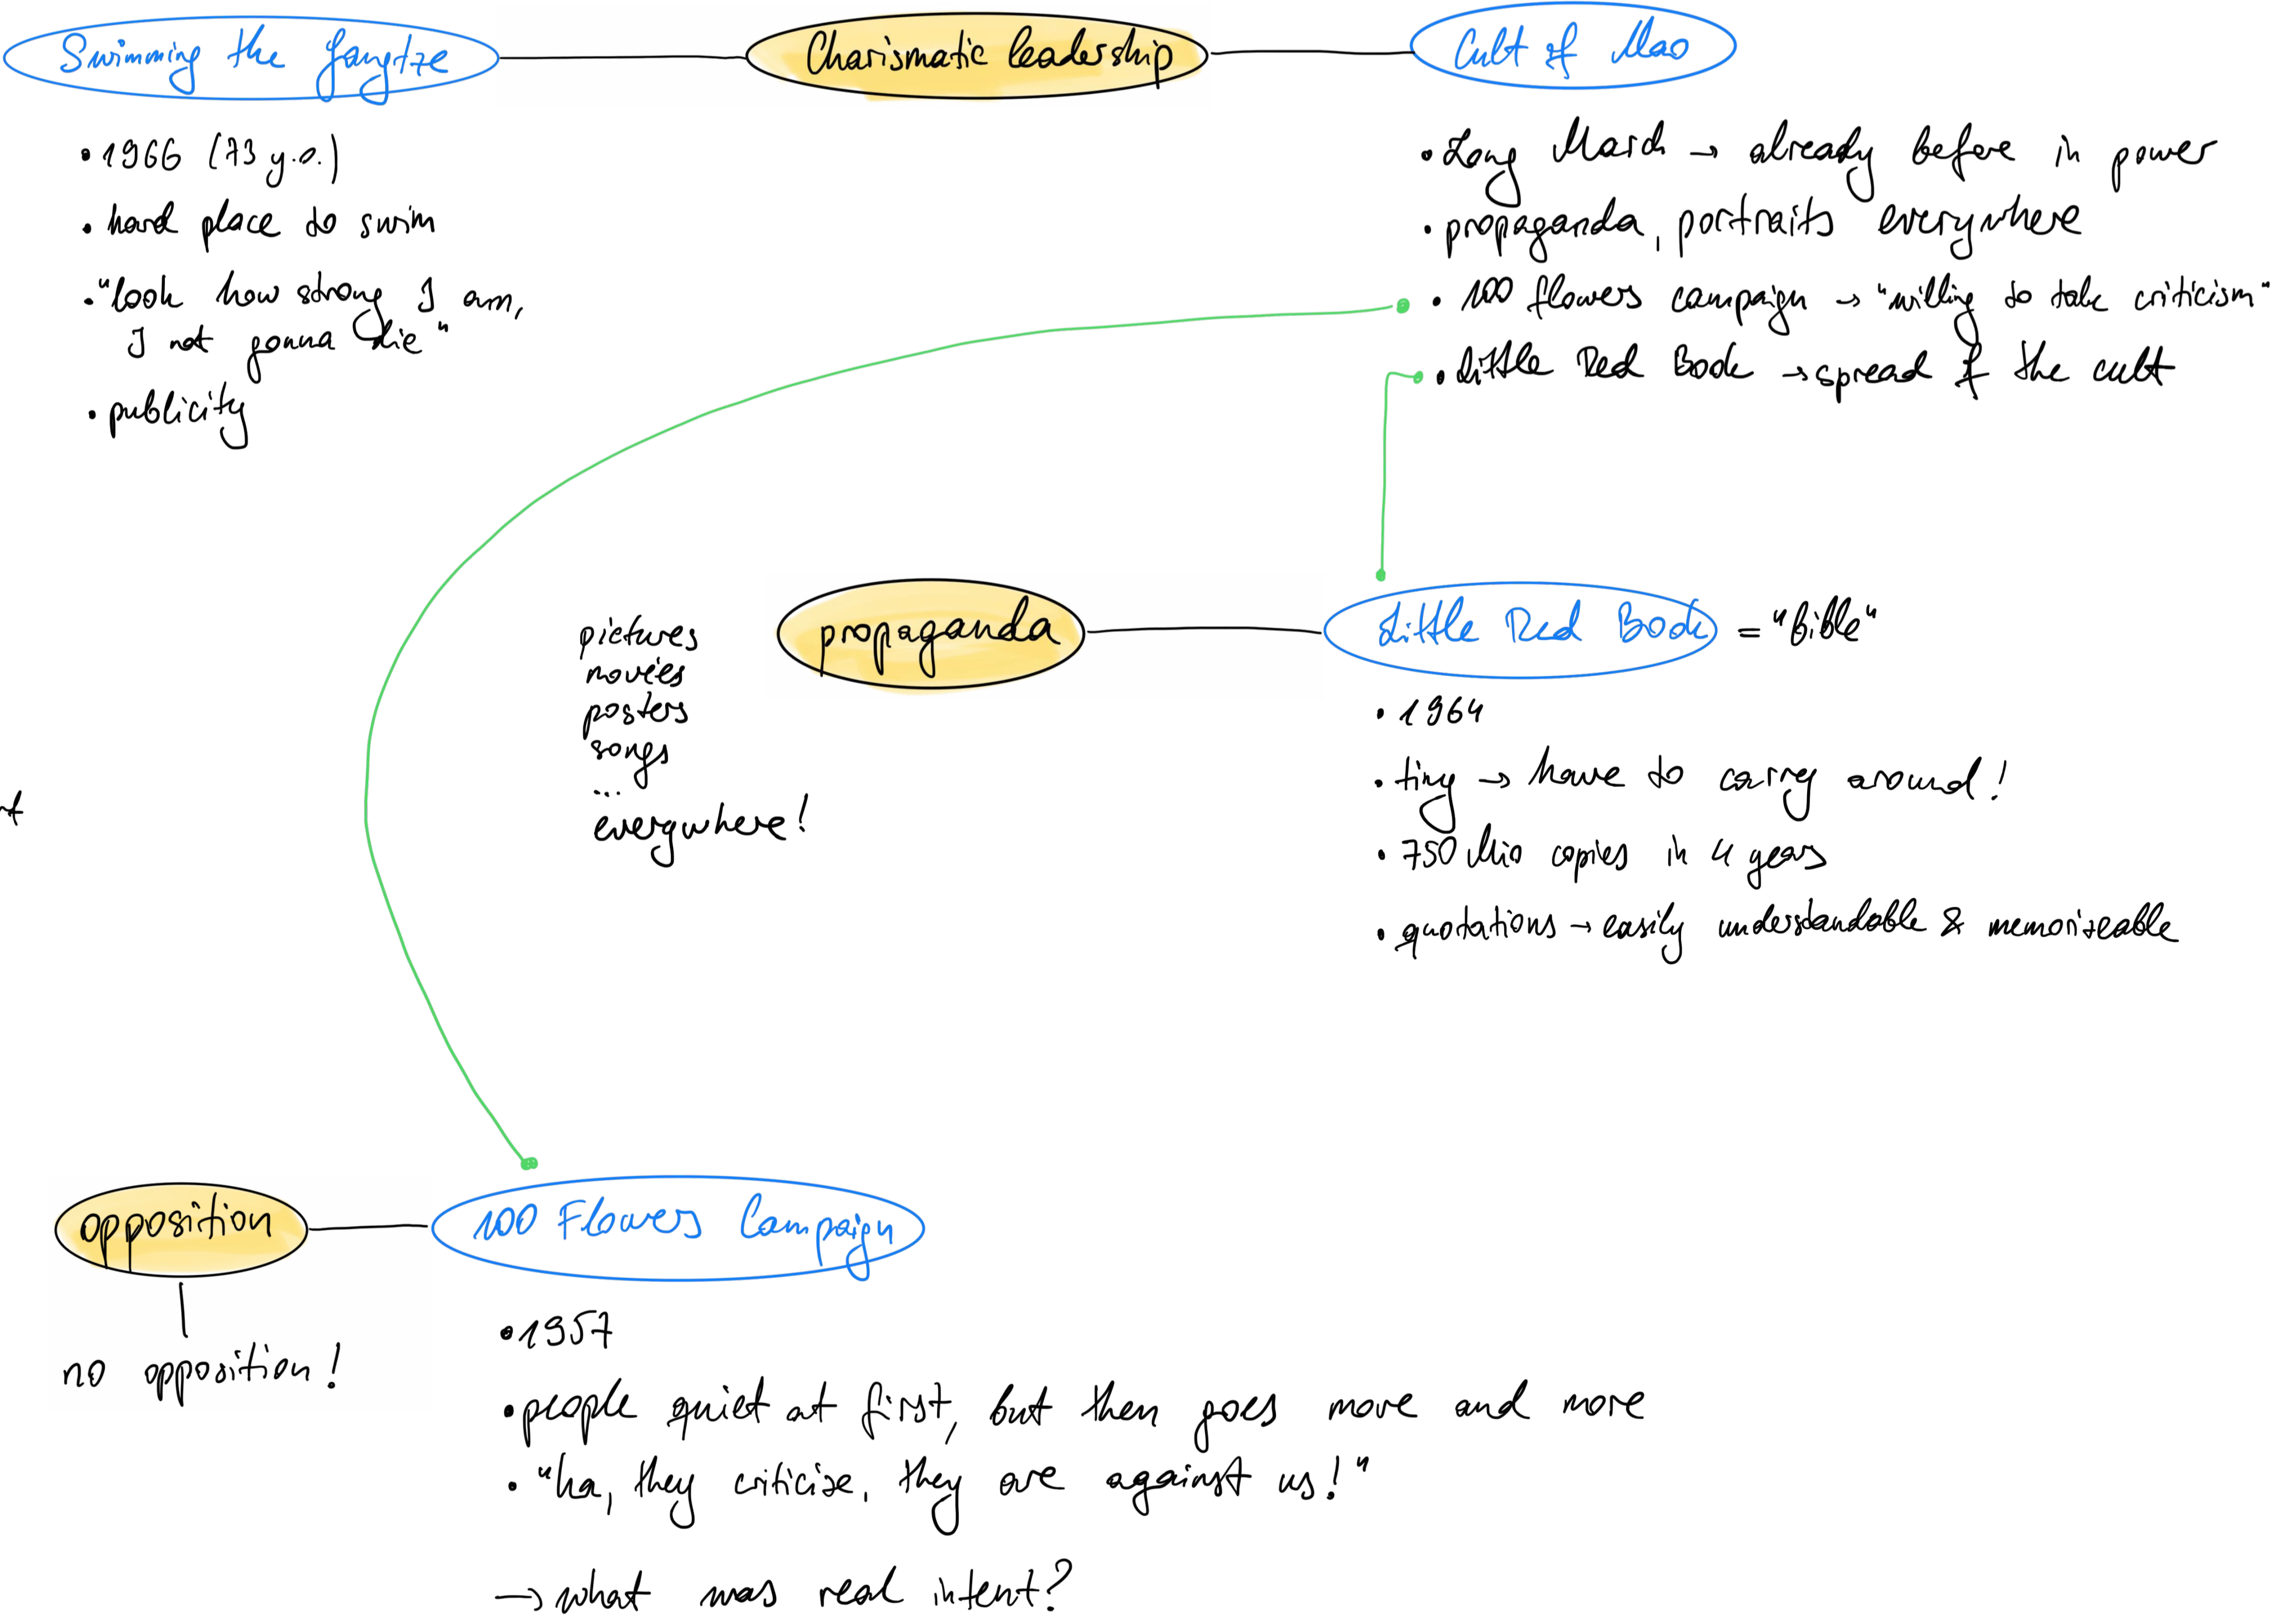 Swimming the Yangtze
Charismatic leadership
Cult of Mao
• 1966 (73 y.o.)
• hard place to swim
• "look how strong I am,
I not gonna die"
• publicity
• Long March → already before in power
• propaganda, portraits everywhere
• 100 flowers campaign → "willing to take criticism"
• Little Red Book → spread of the cult
pictures
movies
posters
songs
...
everywhere!
propaganda
Little Red Book = "bible"
• 1964
• tiny → have to carry around!
• 750 Mio copies in 4 years
• quotations → easily understandable & memorizeable
opposition
no opposition!
100 Flowers Campaign
• 1957
• people quiet at first, but then goes more and more
• "ha, they criticize, they are against us!"
→ what was real intent?